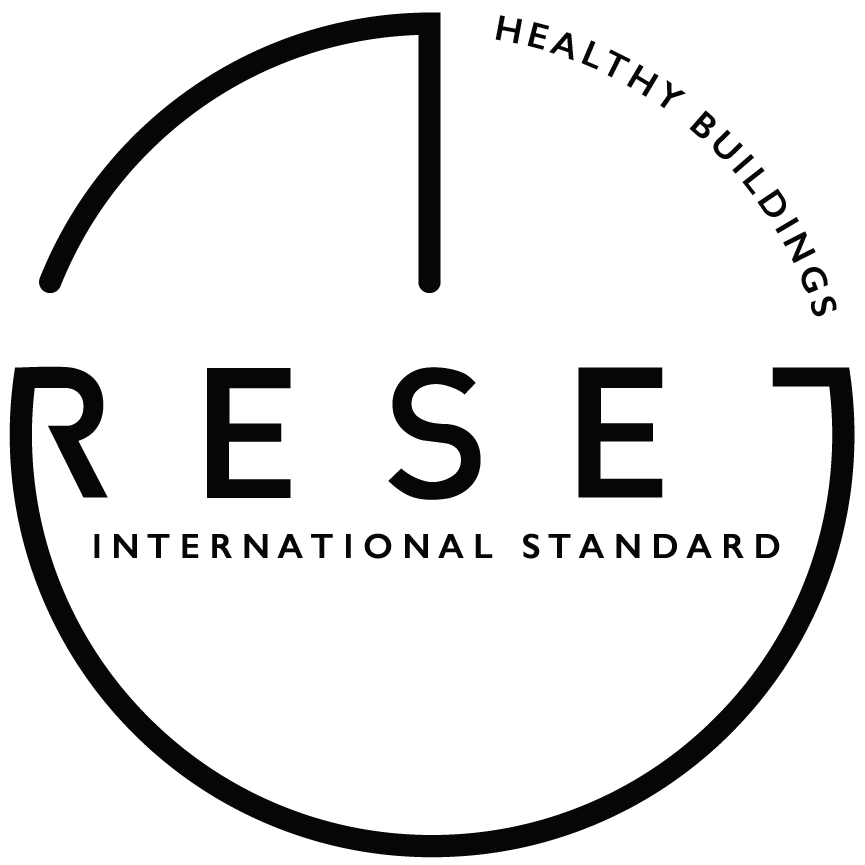 HEALTHY BUILDINGS
RESET
INTERNATIONAL STANDARD